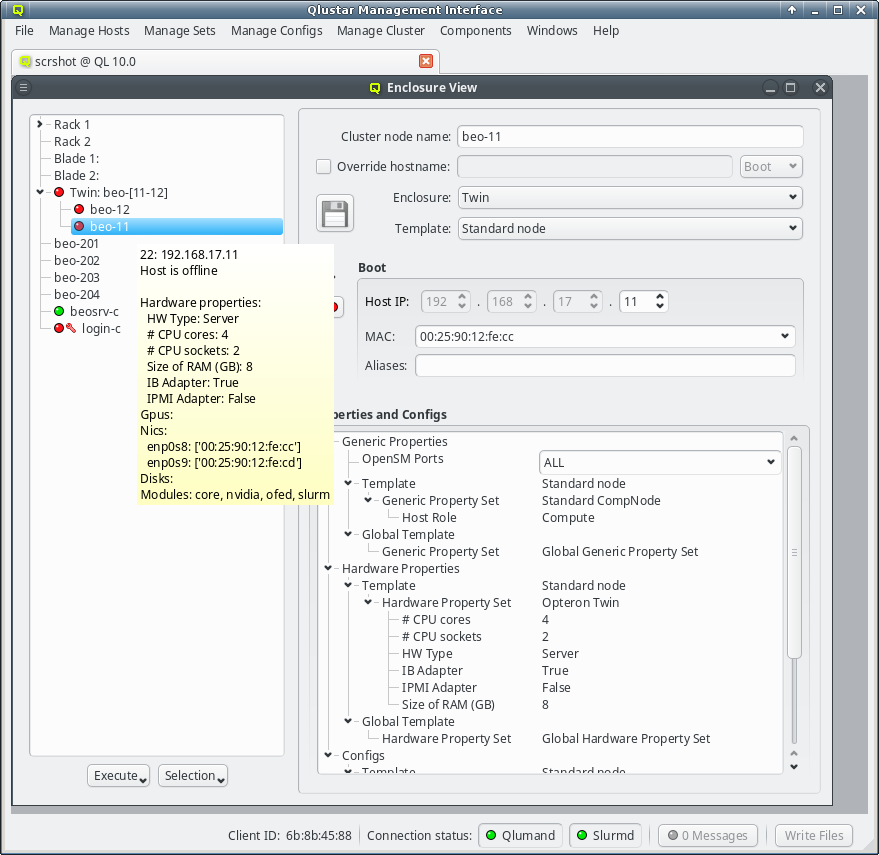 Qlustar Management Interface
File Manage Hosts Manage Sets Manage Configs Manage Cluster Components Windows Help
scrshot @ QL 10.0
Enclosure View
Rack 1
Rack 2
Blade 1:
Blade 2:
Twin: beo-[11-12]
beo-12
beo-11
beo-201
beo-202
beo-203
beo-204
beosrv-c
login-c
22: 192.168.17.11
Host is offline
Hardware properties:
HW Type: Server
# CPU cores: 4
# CPU sockets: 2
Size of RAM (GB): 8
IB Adapter: True
IPMI Adapter: False
Gpus:
Nics:
enp0s8: ['00:25:90:12:fe:cc']
enp0s9: ['00:25:90:12:fe:cd']
Disks:
Modules: core, nvidia, ofed, slurm
Execute Selection
Cluster node name: beo-11
Override hostname: Boot
Enclosure: Twin
Template: Standard node
Boot
Host IP: 192 . 168 . 17 . 11
MAC: 00:25:90:12:fe:cc
Aliases:
perties and Configs
Generic Properties
OpenSM Ports ALL
Template Standard node
Generic Property Set Standard CompNode
Host Role Compute
Global Template
Generic Property Set Global Generic Property Set
Hardware Properties
Template Standard node
Hardware Property Set Opteron Twin
# CPU cores 4
# CPU sockets 2
HW Type Server
IB Adapter True
IPMI Adapter False
Size of RAM (GB) 8
Global Template
Hardware Property Set Global Hardware Property Set
Configs
Template Standard node
Client ID: 6b:8b:45:88 Connection status: Qlumand Slurmd 0 Messages Write Files